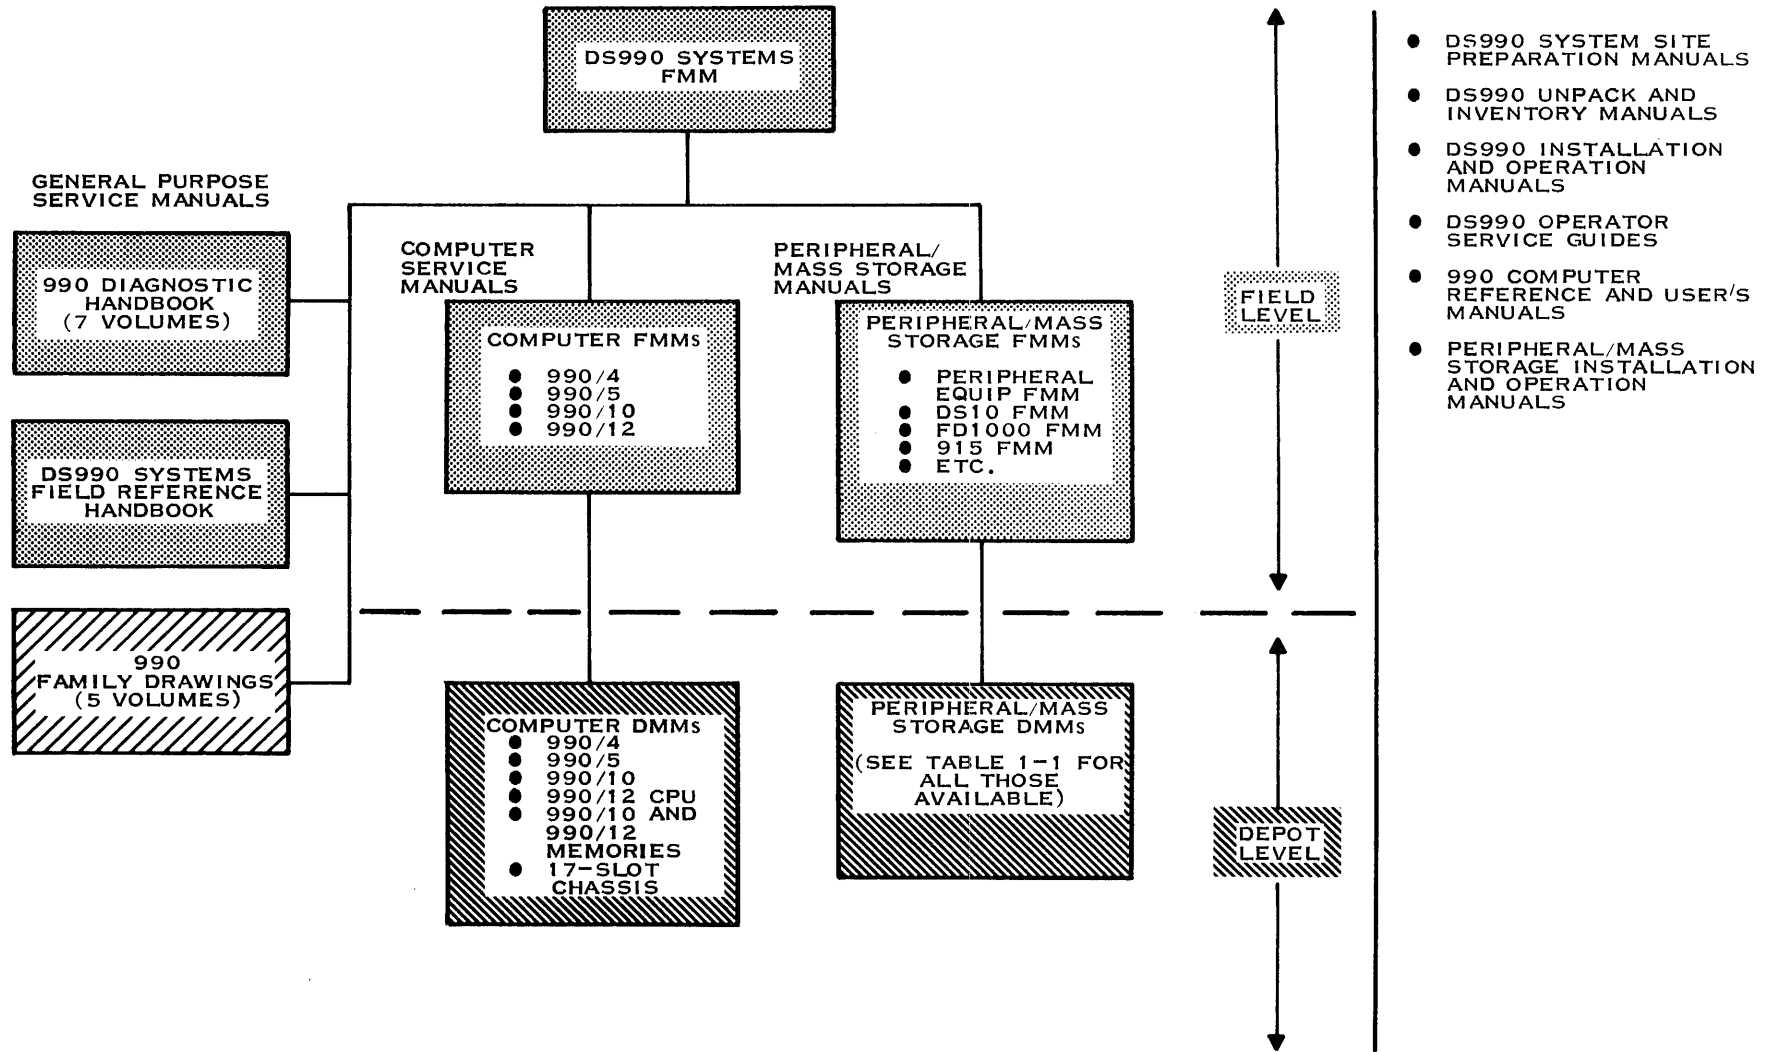 DS990 SYSTEMS
FMM
GENERAL PURPOSE
SERVICE MANUALS
990 DIAGNOSTIC
HANDBOOK
(7 VOLUMES)
DS990 SYSTEMS
FIELD REFERENCE
HANDBOOK
990
FAMILY DRAWINGS
(5 VOLUMES)
COMPUTER
SERVICE
MANUALS
COMPUTER FMMs
● 990/4
● 990/5
● 990/10
● 990/12
COMPUTER DMMs
● 990/4
● 990/5
● 990/10
● 990/12 CPU
● 990/10 AND
990/12
MEMORIES
● 17-SLOT
CHASSIS
PERIPHERAL/
MASS STORAGE
MANUALS
PERIPHERAL/MASS
STORAGE FMMs
● PERIPHERAL
EQUIP FMM
● DS10 FMM
● FD1000 FMM
● 915 FMM
● ETC.
PERIPHERAL/MASS
STORAGE DMMs
(SEE TABLE 1-1 FOR
ALL THOSE
AVAILABLE)
FIELD
LEVEL
DEPOT
LEVEL
● DS990 SYSTEM SITE
PREPARATION MANUALS
● DS990 UNPACK AND
INVENTORY MANUALS
● DS990 INSTALLATION
AND OPERATION
MANUALS
● DS990 OPERATOR
SERVICE GUIDES
● 990 COMPUTER
REFERENCE AND USER'S
MANUALS
● PERIPHERAL/MASS
STORAGE INSTALLATION
AND OPERATION
MANUALS